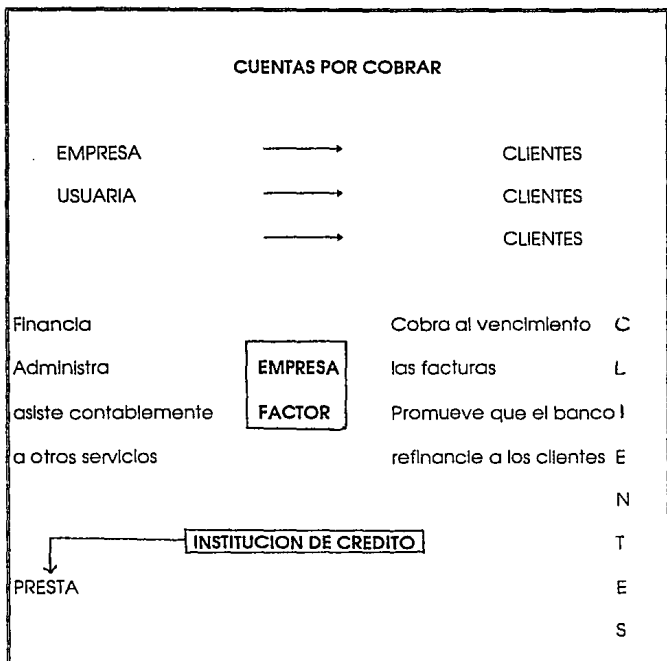 CUENTAS POR COBRAR
EMPRESA CLIENTES
USUARIA CLIENTES
CLIENTES
Financia Cobra al vencimiento
Administra EMPRESA las facturas
asiste contablemente FACTOR Promueve que el banco
a otros servicios refinancie a los clientes
INSTITUCION DE CREDITO
PRESTA
CLIENTES